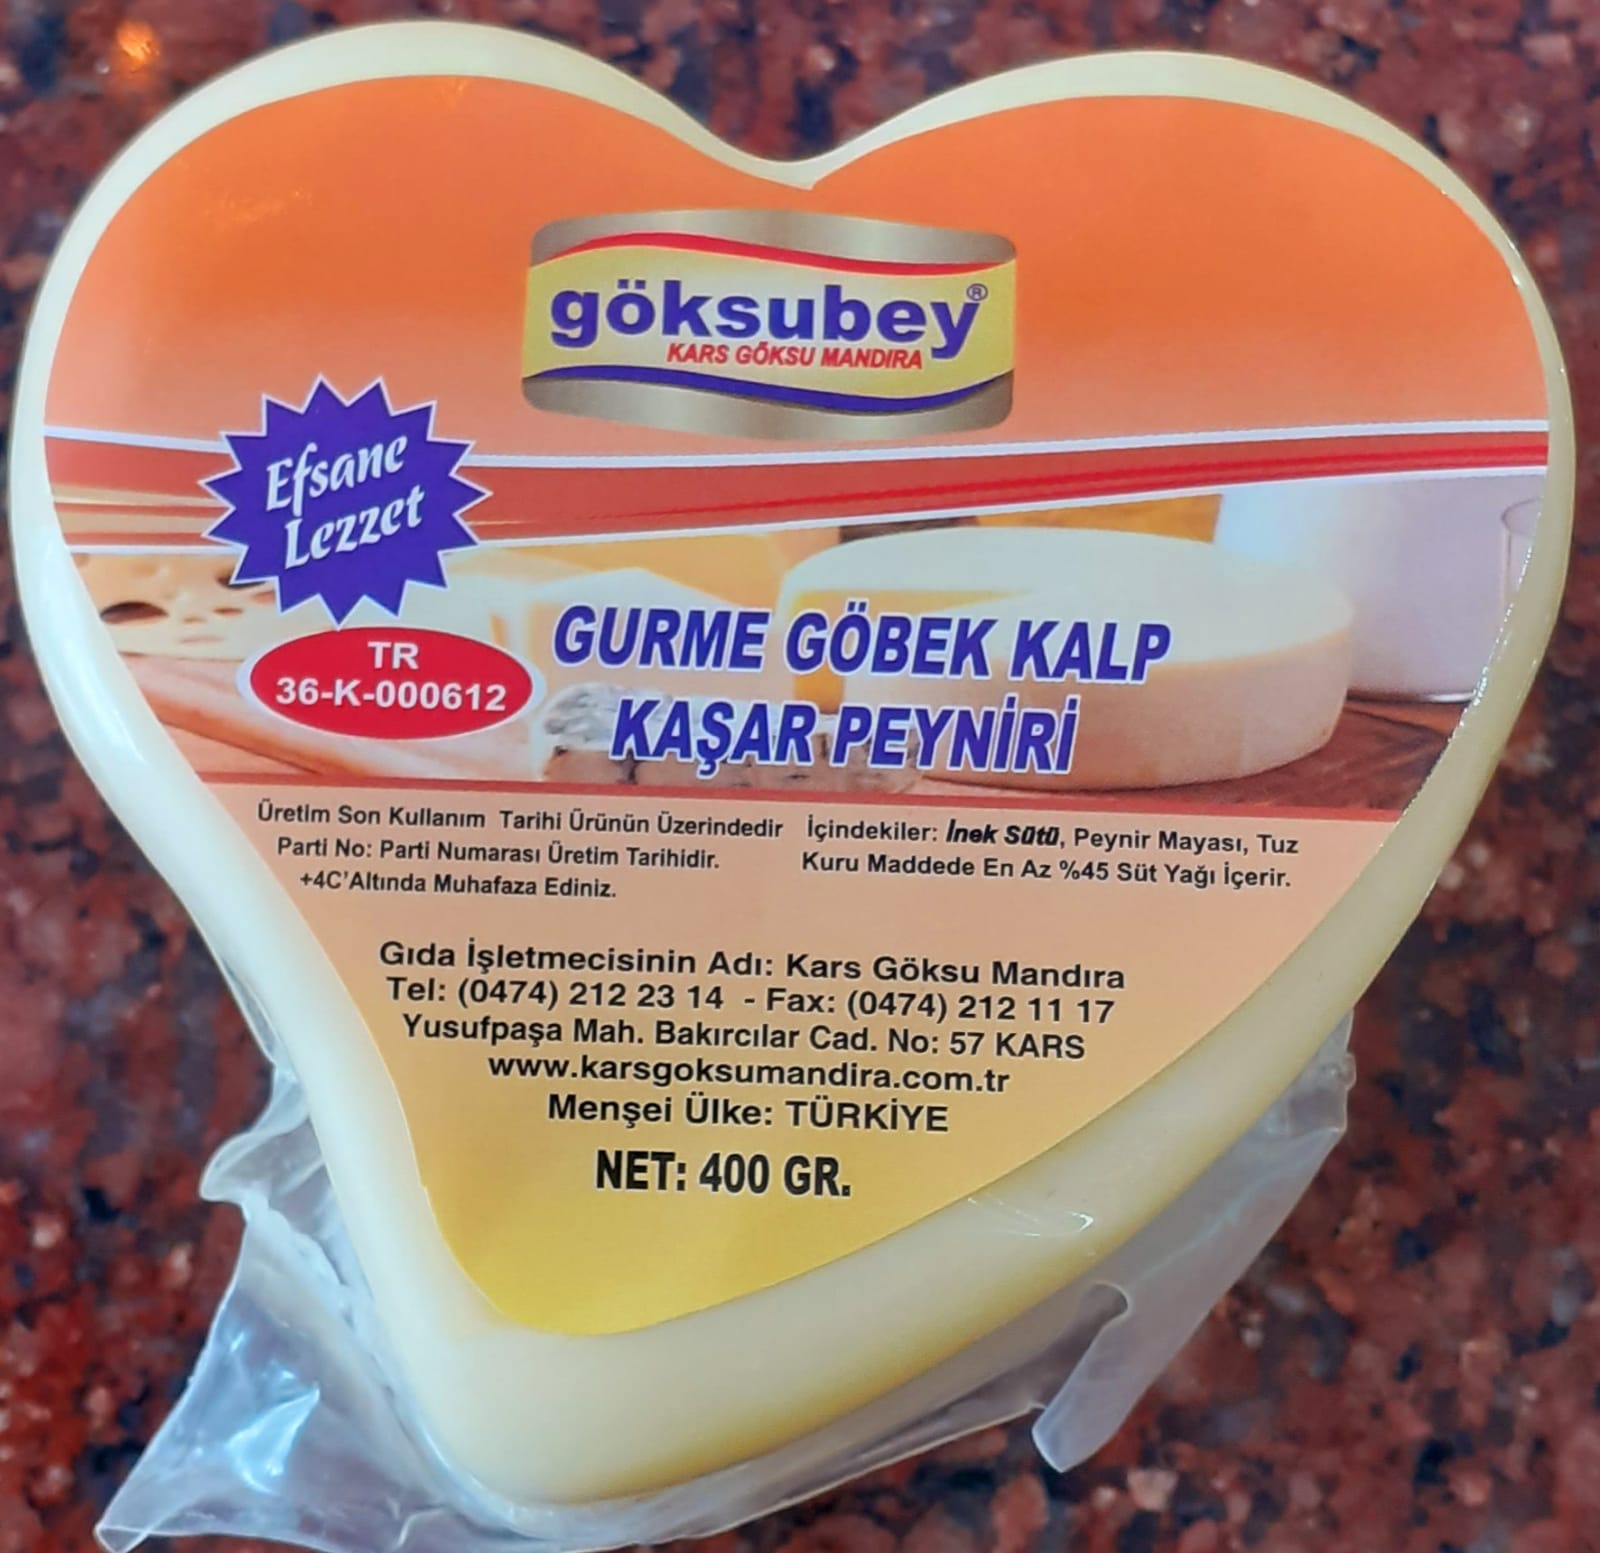 göksubey®
KARS GÖKSU MANDIRA
Efsane
Lezzet
TR
36-K-000612
GURME GÖBEK KALP
KAŞAR PEYNİRİ
Üretim Son Kullanım Tarihi Ürünün Üzerindedir
Parti No: Parti Numarası Üretim Tarihidir.
+4C'Altında Muhafaza Ediniz.
İçindekiler: İnek Sütü, Peynir Mayası, Tuz
Kuru Maddede En Az %45 Süt Yağı İçerir.
Gıda İşletmecisinin Adı: Kars Göksu Mandıra
Tel: (0474) 212 23 14 - Fax: (0474) 212 11 17
Yusufpaşa Mah. Bakırcılar Cad. No: 57 KARS
www.karsgoksumandira.com.tr
Menşei Ülke: TÜRKİYE
NET: 400 GR.